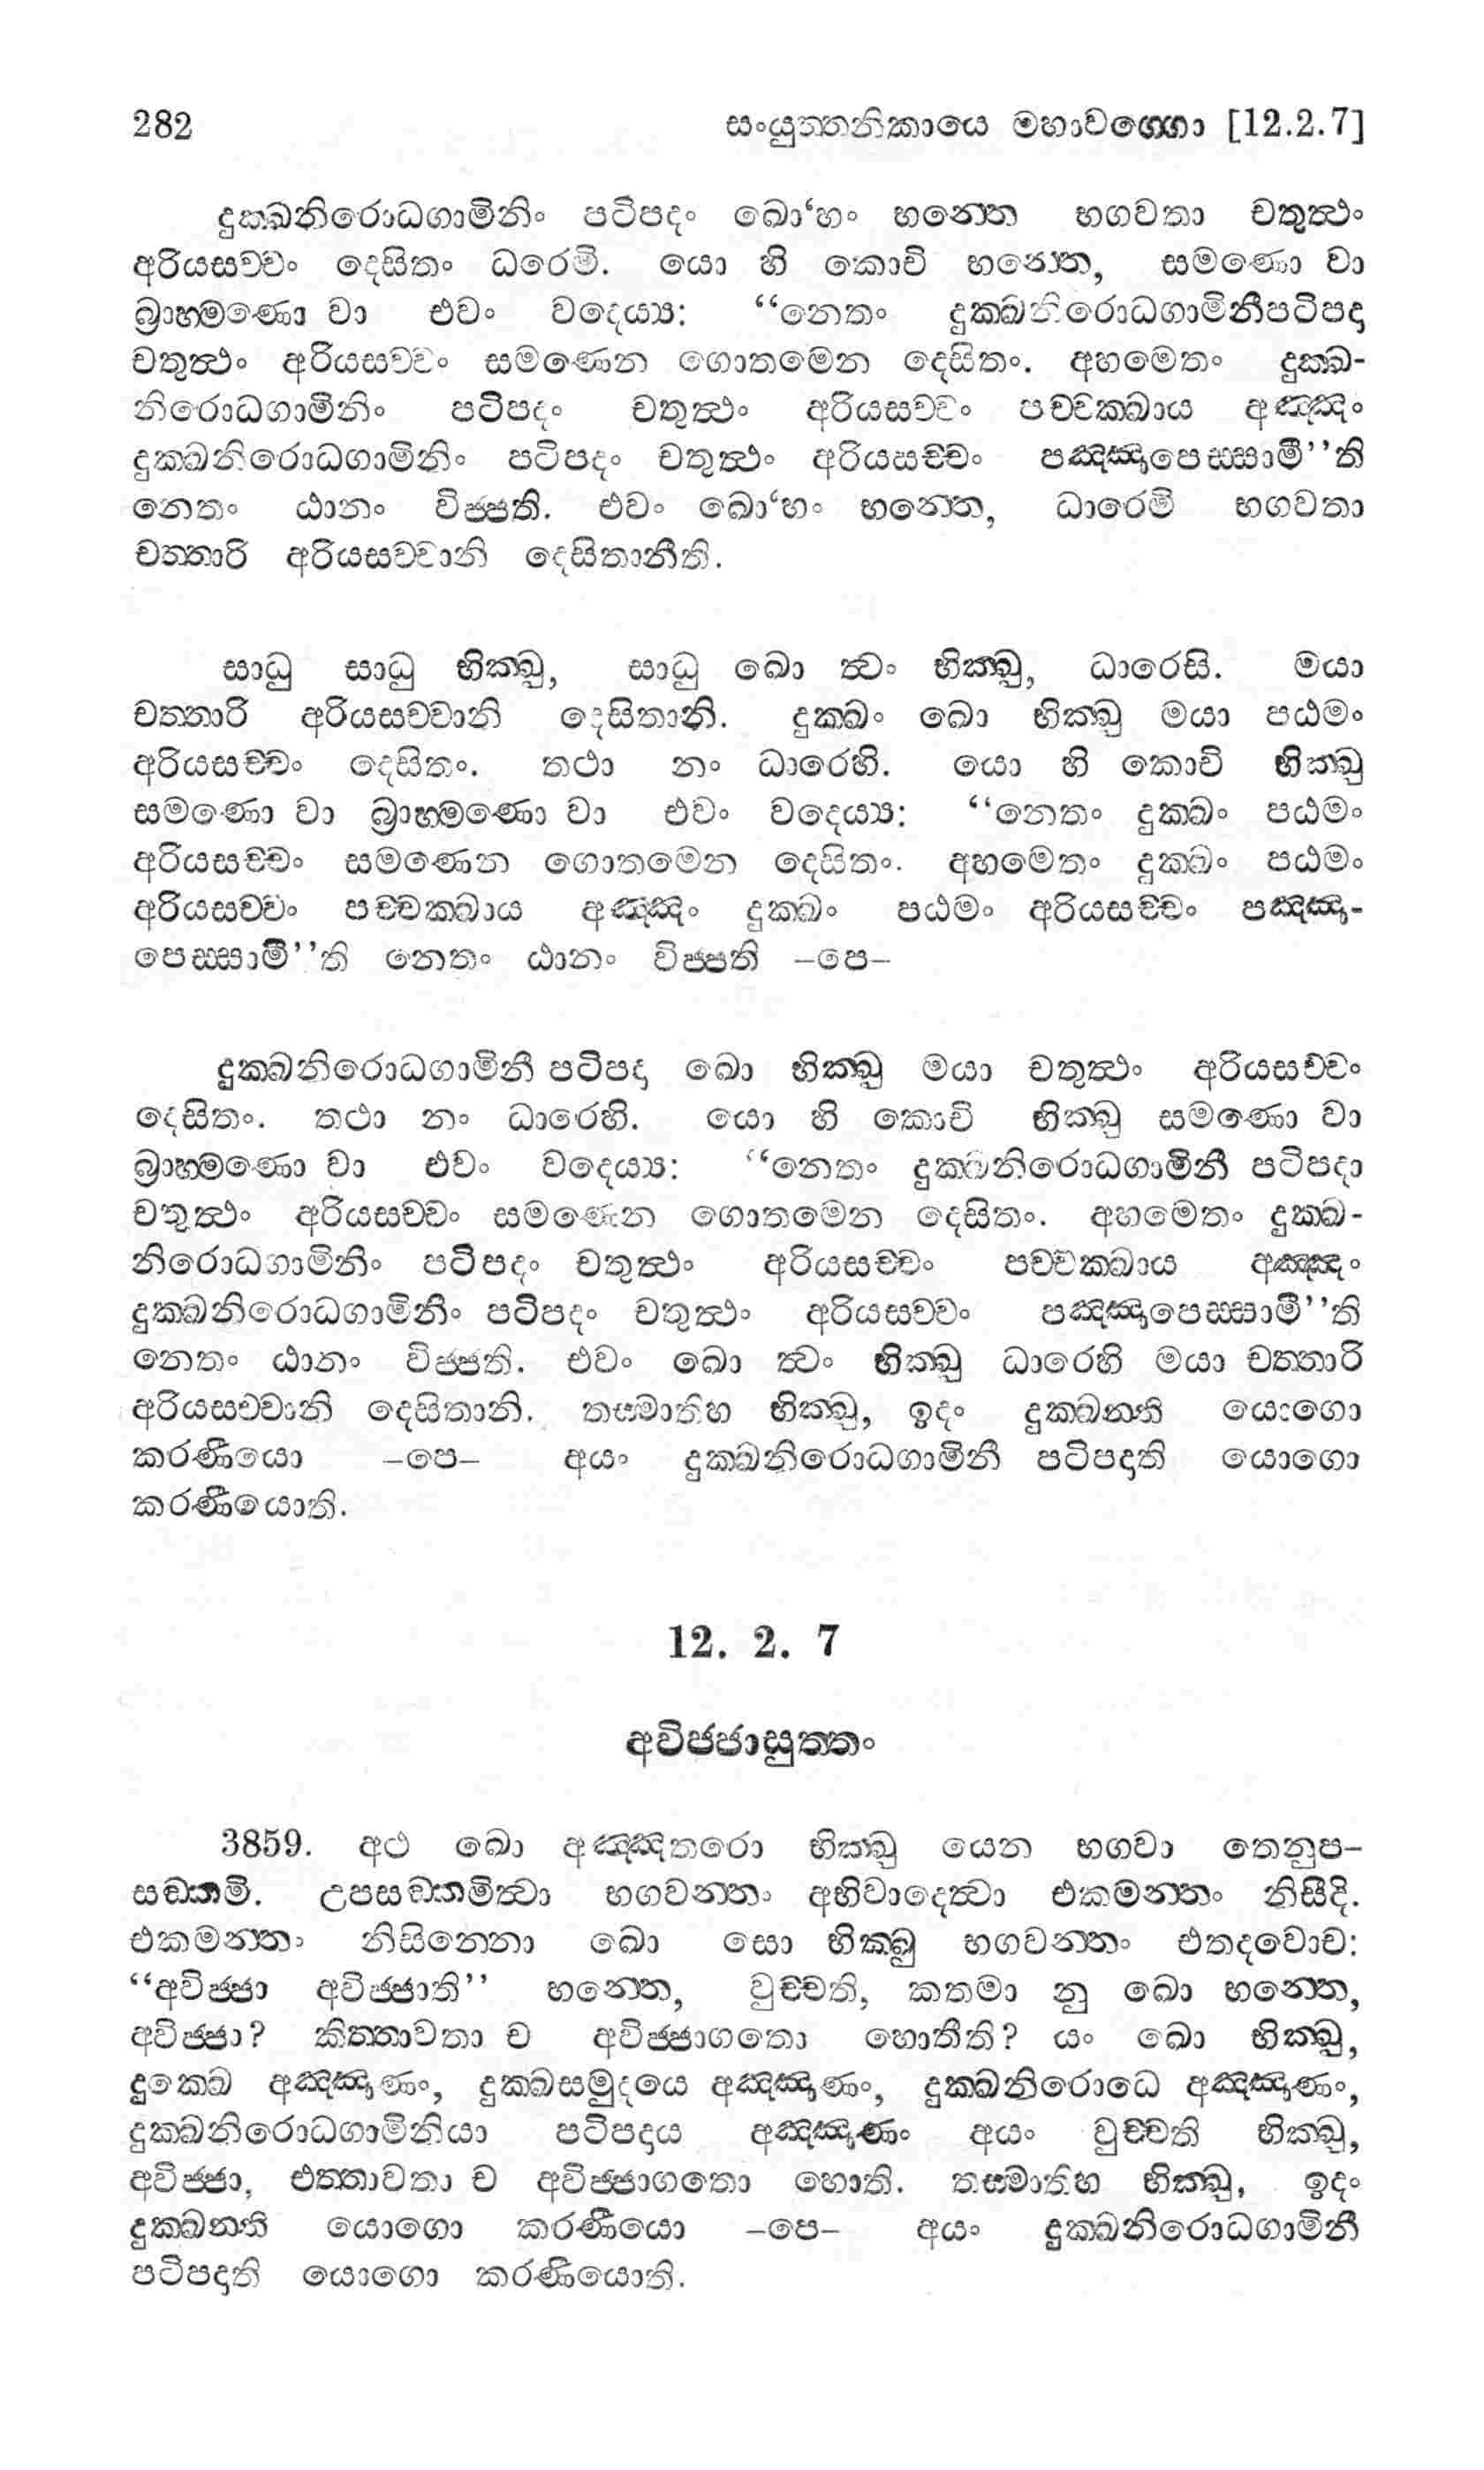 282 සංයුත්තනිකායෙ මහාවග්ගො [12.2.7]
දුක්ඛනිරොධගාමිනිං පටිපදං ඛො‘හං භන්තෙ භගවතා චතුත්ථං
අරියසච්චං දෙසිතං ධරෙමි. යො හි කොචි භන්තෙ, සමණො වා
බ්‍රාහ්මණො වා එවං වදෙය්‍ය: “නෙතං දුක්ඛනිරොධගාමිනීපටිපදා
චතුත්ථං අරියසච්චං සමණෙන ගොතමෙන දෙසිතං. අහමෙතං දුක්ඛ-
නිරොධගාමිනිං පටිපදං චතුත්ථං අරියසච්චං පච්චක්ඛාය අඤ්ඤං
දුක්ඛනිරොධගාමිනිං පටිපදං චතුත්ථං අරියසච්චං පඤ්ඤාපෙස්සාමී”ති
නෙතං ඨානං විජ්ජති. එවං ඛො‘හං භන්තෙ, ධාරෙමි භගවතා
චත්තාරි අරියසච්චානි දෙසිතානීති.
සාධු සාධු භික්ඛු, සාධු ඛො ත්වං භික්ඛු, ධාරෙසි. මයා
චත්තාරි අරියසච්චානි දෙසිතානි. දුක්ඛං ඛො භික්ඛු මයා පඨමං
අරියසච්චං දෙසිතං. තථා නං ධාරෙහි. යො හි කොචි භික්ඛු
සමණො වා බ්‍රාහ්මණො වා එවං වදෙය්‍ය: “නෙතං දුක්ඛං පඨමං
අරියසච්චං සමණෙන ගොතමෙන දෙසිතං. අහමෙතං දුක්ඛං පඨමං
අරියසච්චං පච්චක්ඛාය අඤ්ඤං දුක්ඛං පඨමං අරියසච්චං පඤ්ඤා-
පෙස්සාමී”ති නෙතං ඨානං විජ්ජති –පෙ–
දුක්ඛනිරොධගාමිනී පටිපදා ඛො භික්ඛු මයා චතුත්ථං අරියසච්චං
දෙසිතං. තථා නං ධාරෙහි. යො හි කොචි භික්ඛු සමණො වා
බ්‍රාහ්මණො වා එවං වදෙය්‍ය: “නෙතං දුක්ඛනිරොධගාමිනී පටිපදා
චතුත්ථං අරියසච්චං සමණෙන ගොතමෙන දෙසිතං. අහමෙතං දුක්ඛ-
නිරොධගාමිනිං පටිපදං චතුත්ථං අරියසච්චං පච්චක්ඛාය අඤ්ඤං
දුක්ඛනිරොධගාමිනිං පටිපදං චතුත්ථං අරියසච්චං පඤ්ඤාපෙස්සාමී”ති
නෙතං ඨානං විජ්ජති. එවං ඛො ත්වං භික්ඛු ධාරෙහි මයා චත්තාරි
අරියසච්චානි දෙසිතානි. තස්මාතිහ භික්ඛු, ඉදං දුක්ඛන්ති යොගො
කරණීයො –පෙ– අයං දුක්ඛනිරොධගාමිනී පටිපදාති යොගො
කරණීයොති.
12. 2. 7
අවිජ්ජාසුත්තං
3859. අථ ඛො අඤ්ඤතරො භික්ඛු යෙන භගවා තෙනුප–
සඞ්කමි. උපසඞ්කමිත්වා භගවන්තං අභිවාදෙත්වා එකමන්තං නිසීදි.
එකමන්තං නිසින්නො ඛො සො භික්ඛු භගවන්තං එතදවොච:
“අවිජ්ජා අවිජ්ජාති” භන්තෙ, වුච්චති, කතමා නු ඛො භන්තෙ,
අවිජ්ජා? කිත්තාවතා ච අවිජ්ජාගතො හොතීති? යං ඛො භික්ඛු,
දුක්ඛෙ අඤ්ඤාණං, දුක්ඛසමුදයෙ අඤ්ඤාණං, දුක්ඛනිරොධෙ අඤ්ඤාණං,
දුක්ඛනිරොධගාමිනියා පටිපදාය අඤ්ඤාණං අයං වුච්චති භික්ඛු,
අවිජ්ජා, එත්තාවතා ච අවිජ්ජාගතො හොති. තස්මාතිහ භික්ඛු, ඉදං
දුක්ඛන්ති යොගො කරණීයො –පෙ– අයං දුක්ඛනිරොධගාමිනී
පටිපදාති යොගො කරණීයොති.